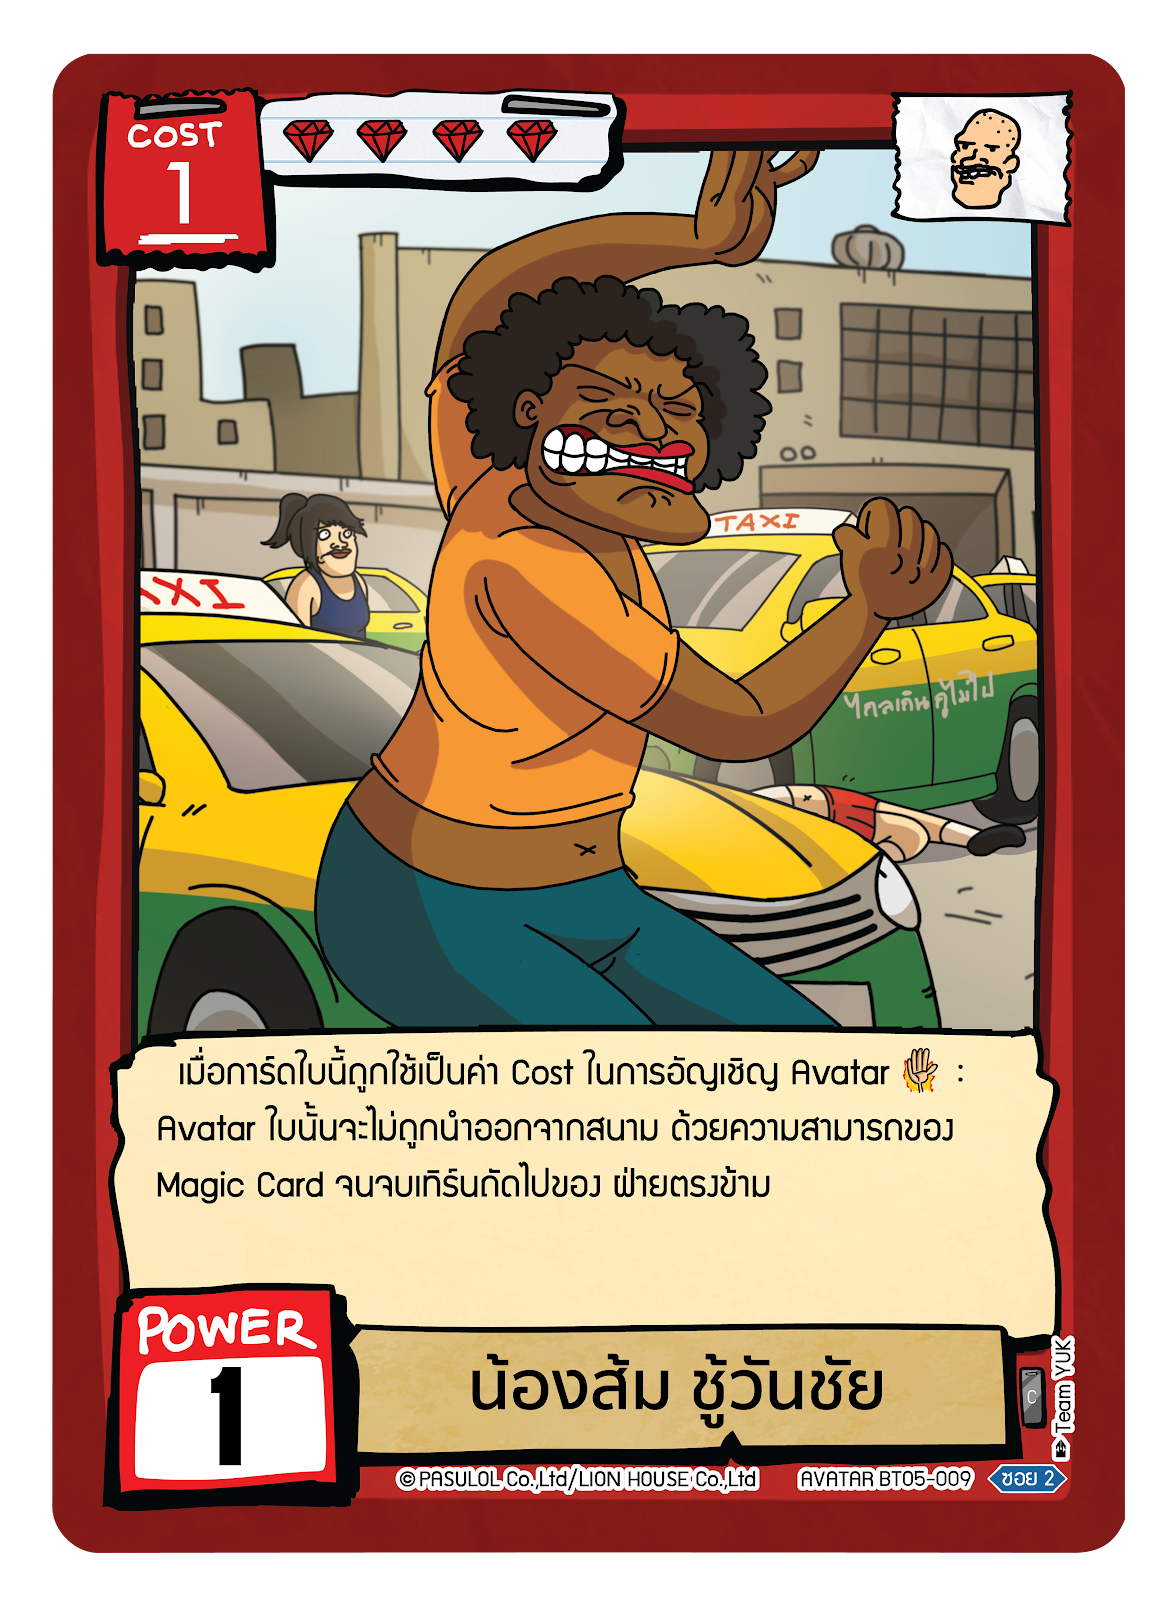 COST
1
TAXI
AXI
ไกลเกินกูไม่ไป
เมื่อการ์ดใบนี้ถูกใช้เป็นค่า Cost ในการอัญเชิญ Avatar :
Avatar ใบนั้นจะไม่ถูกนำออกจากสนาม ด้วยความสามารถของ
Magic Card จนจบเทิร์นถัดไปของ ฝ่ายตรงข้าม
POWER
1
น้องส้ม ชู้วันชัย
C
Team YUK
© PASULOL Co.,Ltd/LION HOUSE Co.,Ltd
AVATAR BT05-009
ซอย 2